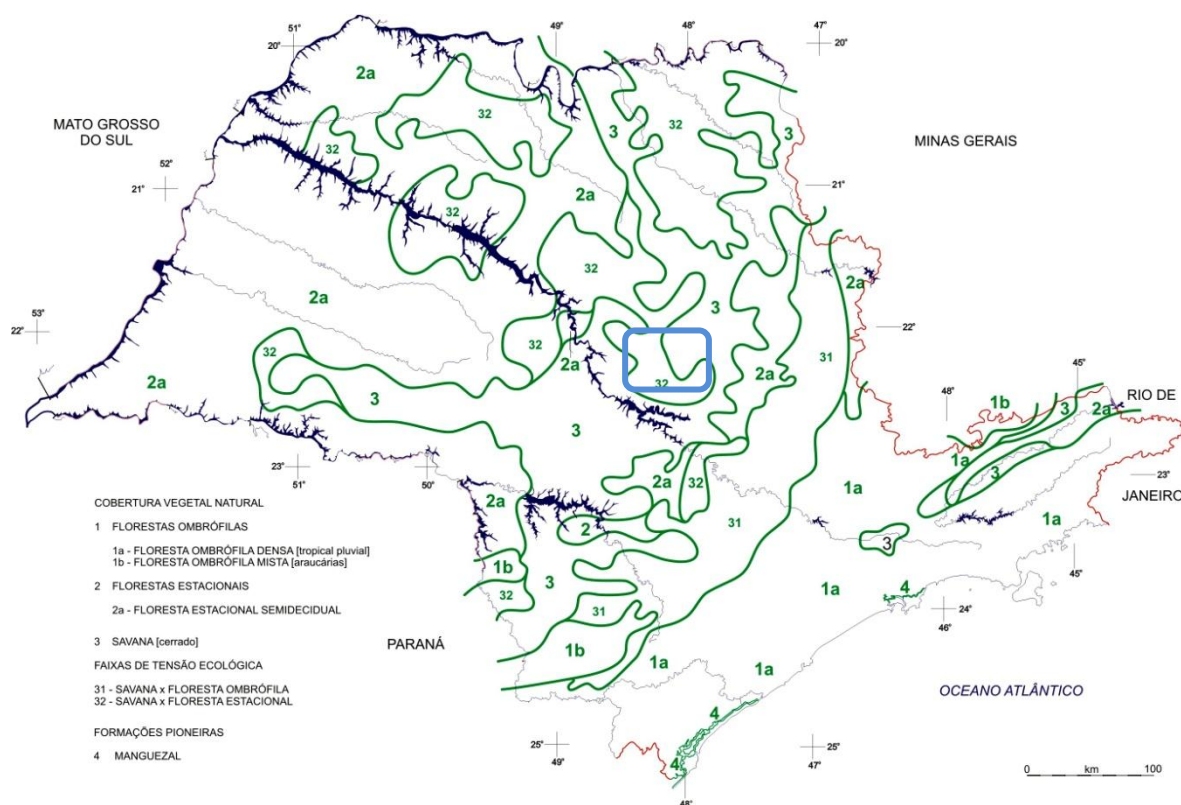 51°
20°
49°
48°
47°
20°
2a
MATO GROSSO
DO SUL
32
3
32
3
MINAS GERAIS
32
52
21°
21°
2a
32
32
3
2a
2a
53°
22°
22°
32
31
32
2a
32
2a
45°
48
1b
RIO DE
2a
3
3
2a
3
1a
23°
51°
50°
2a
32
3
23°
COBERTURA VEGETAL NATURAL
1 FLORESTAS OMBRÓFILAS
1a - FLORESTA OMBRÓFILA DENSA [tropical pluvial]
1b - FLORESTA OMBRÓFILA MISTA [araucárias]
2 FLORESTAS ESTACIONAIS
2a - FLORESTA ESTACIONAL SEMIDECIDUAL
3 SAVANA [cerrado]
FAIXAS DE TENSÃO ECOLÓGICA
31 - SAVANA x FLORESTA OMBRÓFILA
32 - SAVANA x FLORESTA ESTACIONAL
FORMAÇÕES PIONEIRAS
4 MANGUEZAL
2a
1a
JANEIRO
31
2
1a
3
1b
3
45°
32
1a
4
24°
31
46°
PARANÁ
1b
1a
1a
OCEANO ATLÂNTICO
4
25°
25°
49°
47°
4
48°
0 km 100